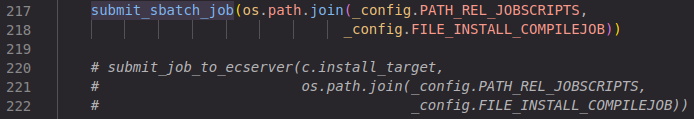 217 submit_sbatch_job(os.path.join(_config.PATH_REL_JOBSCRIPTS,
218 _config.FILE_INSTALL_COMPILEJOB))
219
220 # submit_job_to_ecserver(c.install_target,
221 # os.path.join(_config.PATH_REL_JOBSCRIPTS,
222 # _config.FILE_INSTALL_COMPILEJOB))